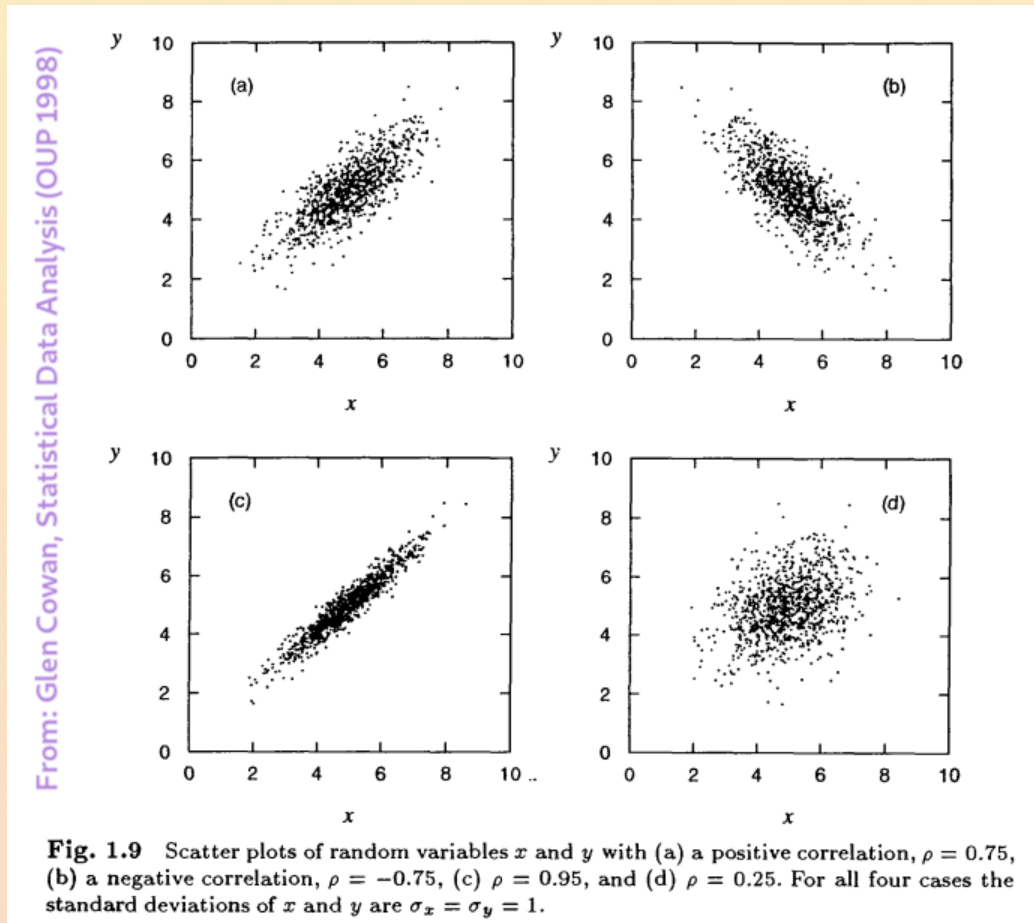 From: Glen Cowan, Statistical Data Analysis (OUP 1998)
y
10
8
6
4
2
0
(a)
0 2 4 6 8 10
x
y
10
8
6
4
2
0
(b)
0 2 4 6 8 10
x
y
10
8
6
4
2
0
(c)
0 2 4 6 8 10 ..
x
y
10
8
6
4
2
0
(d)
0 2 4 6 8 10
x
Fig. 1.9 Scatter plots of random variables x and y with (a) a positive correlation, ρ = 0.75,
(b) a negative correlation, ρ = −0.75, (c) ρ = 0.95, and (d) ρ = 0.25. For all four cases the
standard deviations of x and y are σx = σy = 1.